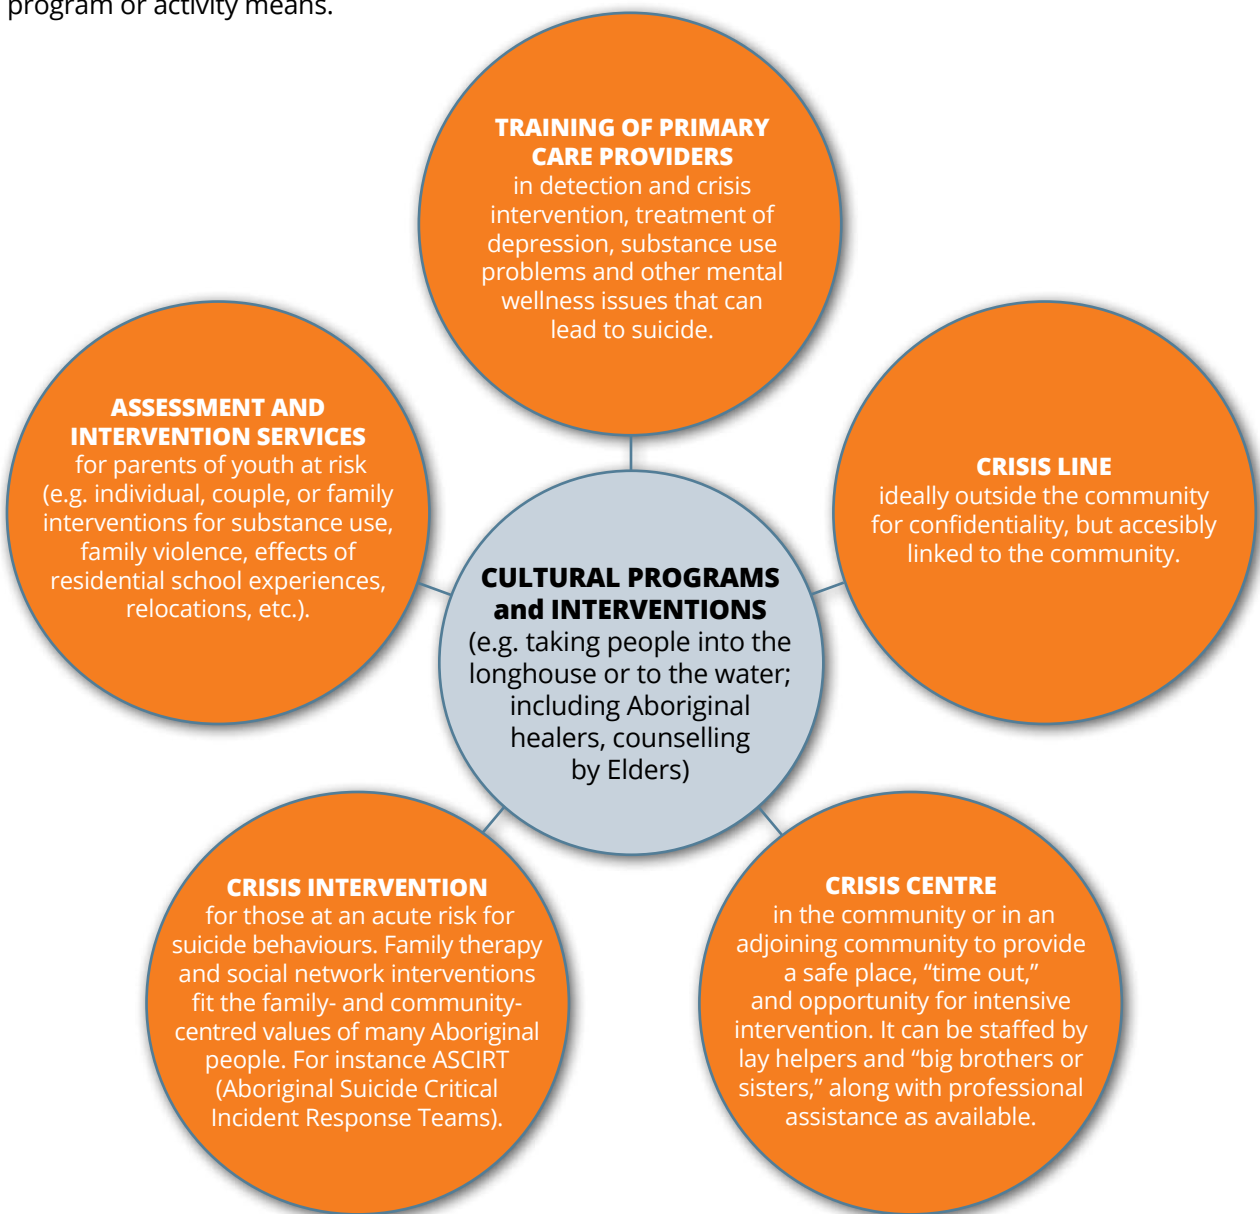 program or activity means.
TRAINING OF PRIMARY
CARE PROVIDERS
in detection and crisis
intervention, treatment of
depression, substance use
problems and other mental
wellness issues that can
lead to suicide.
ASSESSMENT AND
INTERVENTION SERVICES
for parents of youth at risk
(e.g. individual, couple, or family
interventions for substance use,
family violence, effects of
residential school experiences,
relocations, etc.).
CRISIS LINE
ideally outside the community
for confidentiality, but accesibly
linked to the community.
CULTURAL PROGRAMS
and INTERVENTIONS
(e.g. taking people into the
longhouse or to the water;
including Aboriginal
healers, counselling
by Elders)
CRISIS INTERVENTION
for those at an acute risk for
suicide behaviours. Family therapy
and social network interventions
fit the family- and community-
centred values of many Aboriginal
people. For instance ASCIRT
(Aboriginal Suicide Critical
Incident Response Teams).
CRISIS CENTRE
in the community or in an
adjoining community to provide
a safe place, “time out,”
and opportunity for intensive
intervention. It can be staffed by
lay helpers and “big brothers or
sisters,” along with professional
assistance as available.